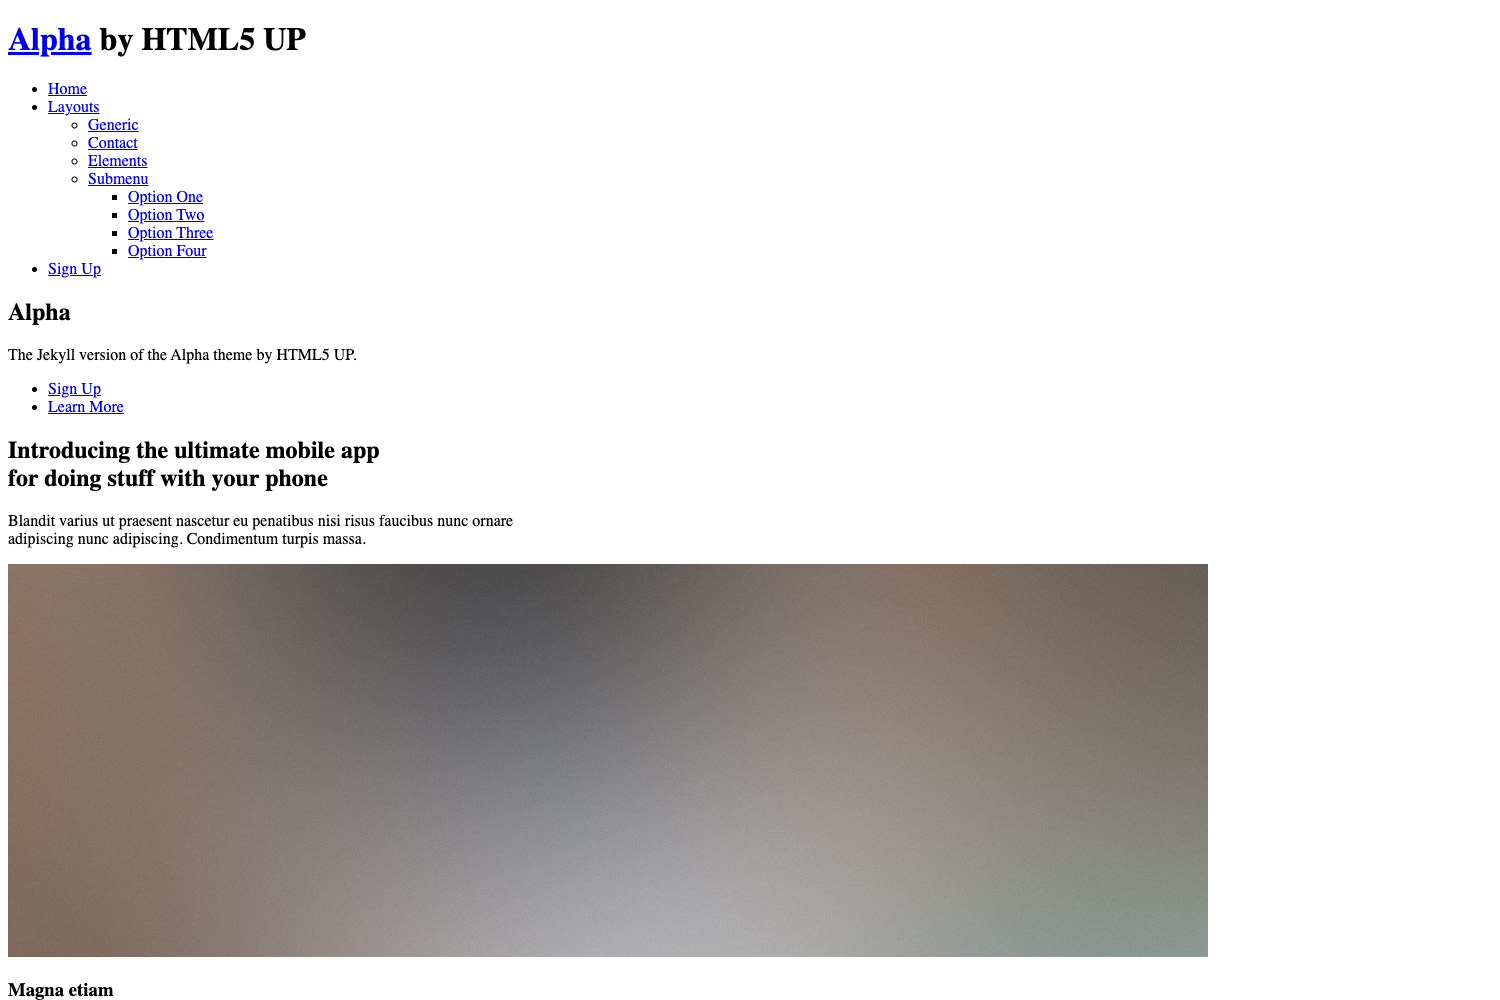 Alpha by HTML5 UP
Home
Layouts
Generic
Contact
Elements
Submenu
Option One
Option Two
Option Three
Option Four
Sign Up
Alpha
The Jekyll version of the Alpha theme by HTML5 UP.
Sign Up
Learn More
Introducing the ultimate mobile app
for doing stuff with your phone
Blandit varius ut praesent nascetur eu penatibus nisi risus faucibus nunc ornare
adipiscing nunc adipiscing. Condimentum turpis massa.
Magna etiam